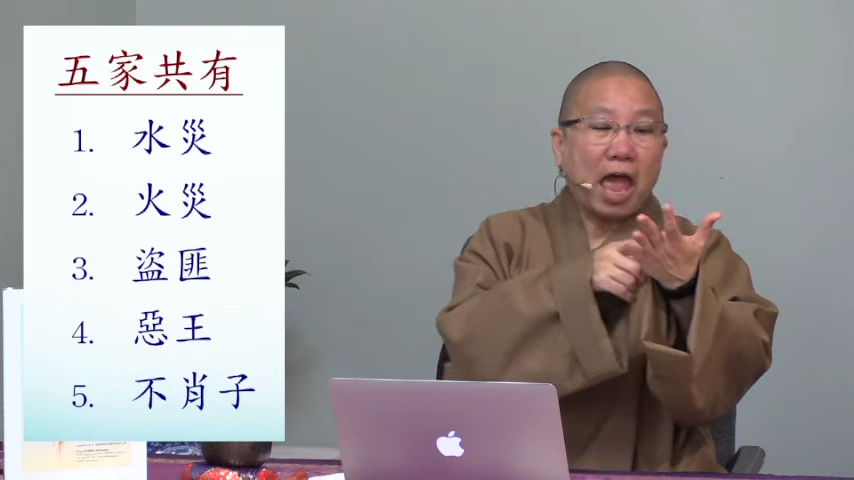 五家共有
1. 水災
2. 火災
3. 盜匪
4. 惡王
5. 不肖子